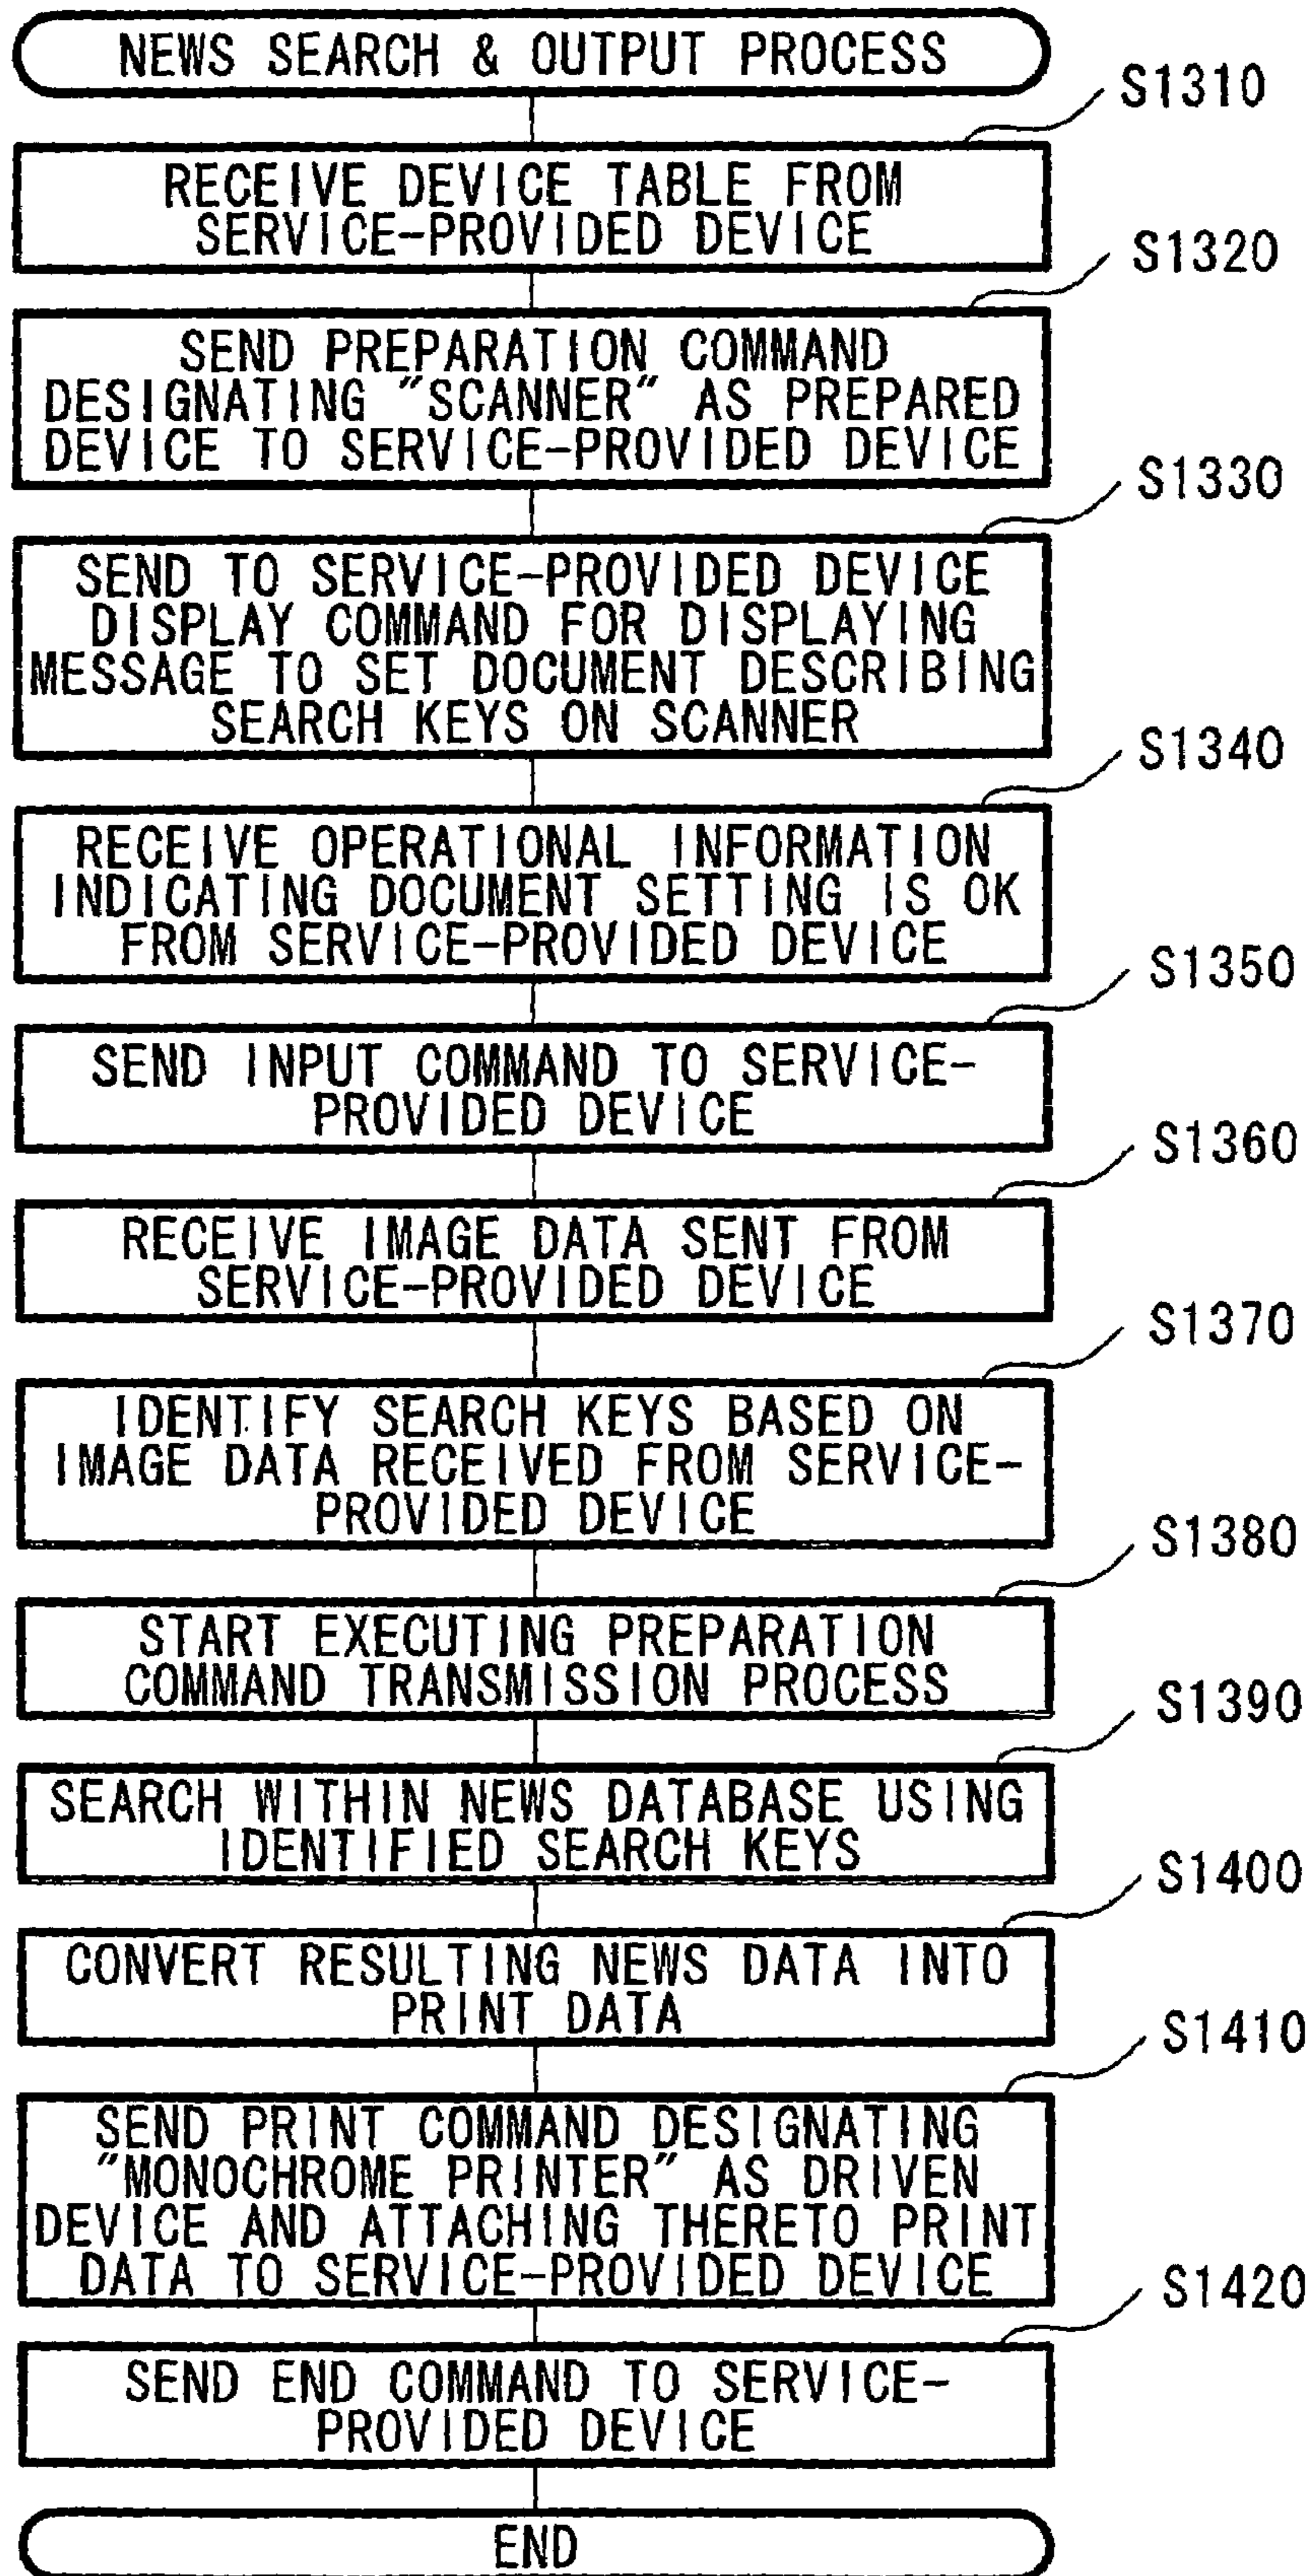 NEWS SEARCH & OUTPUT PROCESS
S1310
RECEIVE DEVICE TABLE FROM
SERVICE-PROVIDED DEVICE
S1320
SEND PREPARATION COMMAND
DESIGNATING "SCANNER" AS PREPARED
DEVICE TO SERVICE-PROVIDED DEVICE
S1330
SEND TO SERVICE-PROVIDED DEVICE
DISPLAY COMMAND FOR DISPLAYING
MESSAGE TO SET DOCUMENT DESCRIBING
SEARCH KEYS ON SCANNER
S1340
RECEIVE OPERATIONAL INFORMATION
INDICATING DOCUMENT SETTING IS OK
FROM SERVICE-PROVIDED DEVICE
S1350
SEND INPUT COMMAND TO SERVICE-
PROVIDED DEVICE
S1360
RECEIVE IMAGE DATA SENT FROM
SERVICE-PROVIDED DEVICE
S1370
IDENTIFY SEARCH KEYS BASED ON
IMAGE DATA RECEIVED FROM SERVICE-
PROVIDED DEVICE
S1380
START EXECUTING PREPARATION
COMMAND TRANSMISSION PROCESS
S1390
SEARCH WITHIN NEWS DATABASE USING
IDENTIFIED SEARCH KEYS
S1400
CONVERT RESULTING NEWS DATA INTO
PRINT DATA
S1410
SEND PRINT COMMAND DESIGNATING
"MONOCHROME PRINTER" AS DRIVEN
DEVICE AND ATTACHING THERETO PRINT
DATA TO SERVICE-PROVIDED DEVICE
S1420
SEND END COMMAND TO SERVICE-
PROVIDED DEVICE
END